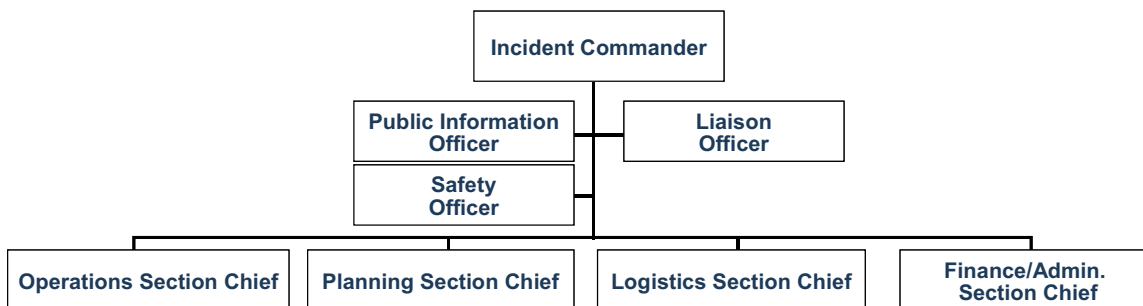 Incident Commander
Public Information
Officer
Liaison
Officer
Safety
Officer
Operations Section Chief
Planning Section Chief
Logistics Section Chief
Finance/Admin.
Section Chief